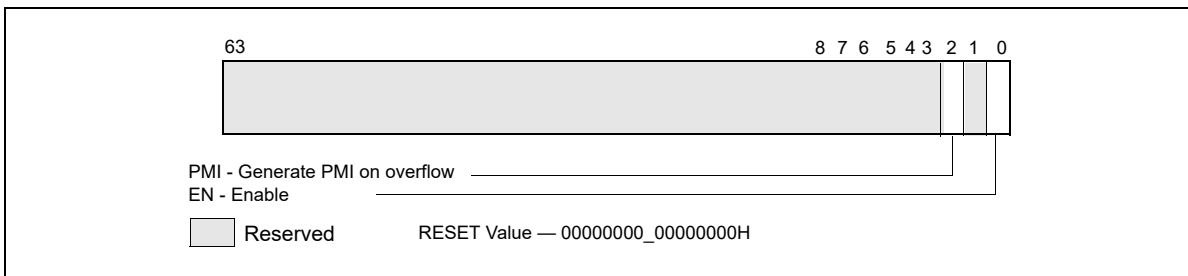 63 8 7 6 5 4 3 2 1 0
PMI - Generate PMI on overflow
EN - Enable
Reserved RESET Value — 00000000_00000000H